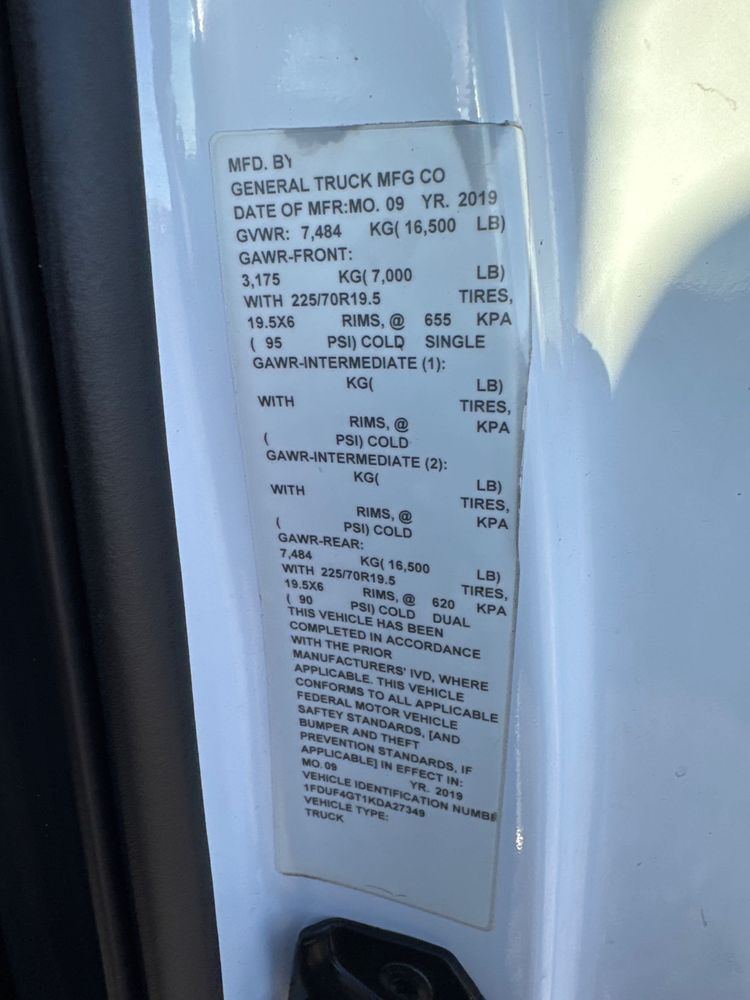 MFD. BY
GENERAL TRUCK MFG CO
DATE OF MFR:MO. 09 YR. 2019
GVWR: 7,484 KG( 16,500 LB)
GAWR-FRONT:
3,175 KG( 7,000 LB)
WITH 225/70R19.5 TIRES,
19.5X6 RIMS, @ 655 KPA
( 95 PSI) COLD SINGLE
GAWR-INTERMEDIATE (1):
KG( LB)
WITH TIRES,
RIMS, @ KPA
( PSI) COLD
GAWR-INTERMEDIATE (2):
KG( LB)
WITH TIRES,
RIMS, @ KPA
( PSI) COLD
GAWR-REAR:
7,484 KG( 16,500 LB)
WITH 225/70R19.5 TIRES,
19.5X6 RIMS, @ 620 KPA
( 90 PSI) COLD DUAL
THIS VEHICLE HAS BEEN
COMPLETED IN ACCORDANCE
WITH THE PRIOR
MANUFACTURERS' IVD, WHERE
APPLICABLE. THIS VEHICLE
CONFORMS TO ALL APPLICABLE
FEDERAL MOTOR VEHICLE
SAFTEY STANDARDS, [AND
BUMPER AND THEFT
PREVENTION STANDARDS, IF
APPLICABLE] IN EFFECT IN:
MO. 09 YR. 2019
VEHICLE IDENTIFICATION NUMBE
1FDUF4GT1KDA27349
VEHICLE TYPE:
TRUCK